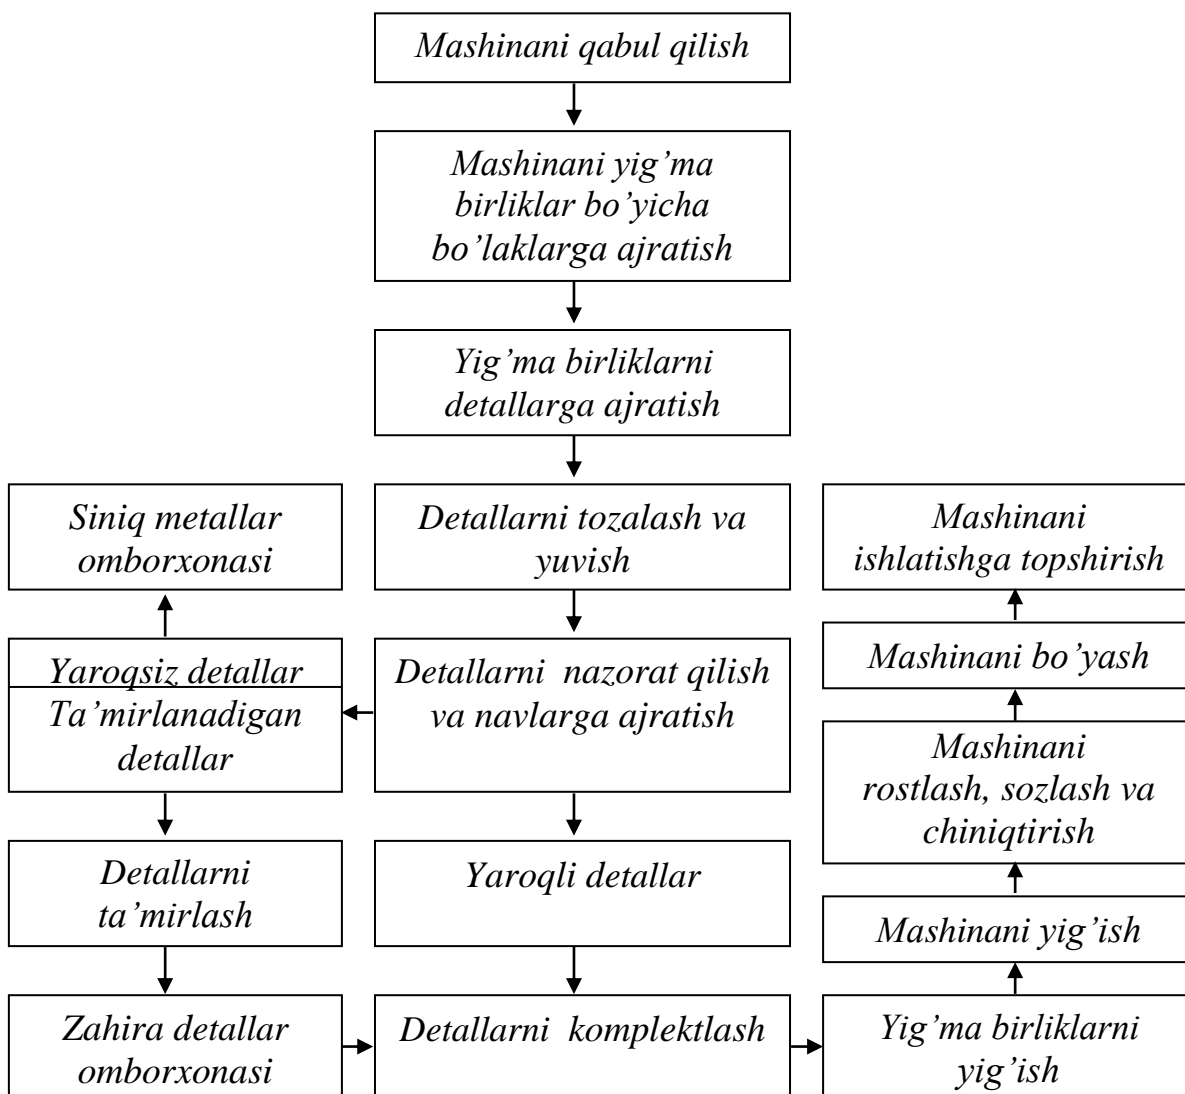 Mashinani qabul qilish
Mashinani yig’ma
birliklar bo’yicha
bo’laklarga ajratish
Yig’ma birliklarni
detallarga ajratish
Siniq metallar
omborxonasi
Detallarni tozalash va
yuvish
Mashinani
ishlatishga topshirish
Yaroqsiz detallar
Ta’mirlanadigan
detallar
Detallarni nazorat qilish
va navlarga ajratish
Mashinani bo’yash
Mashinani
rostlash, sozlash va
chiniqtirish
Detallarni
ta’mirlash
Yaroqli detallar
Mashinani yig’ish
Zahira detallar
omborxonasi
Detallarni komplektlash
Yig’ma birliklarni
yig’ish